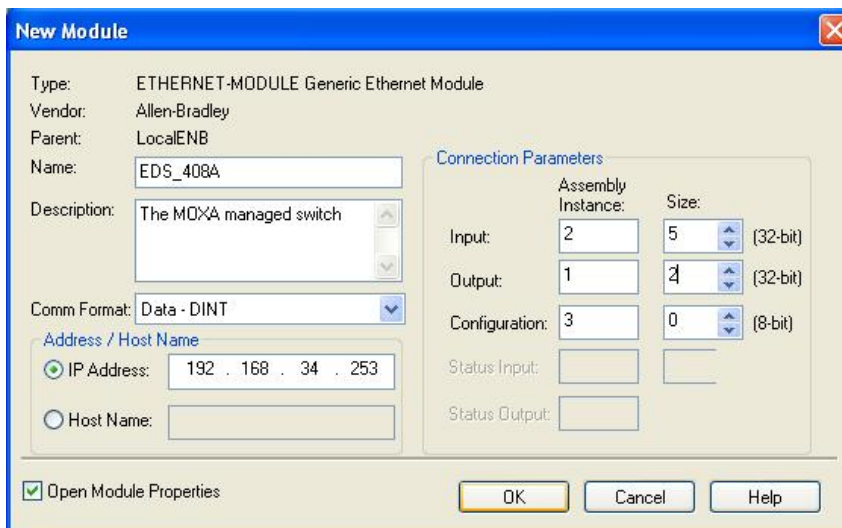 New Module
Type: ETHERNET-MODULE Generic Ethernet Module
Vendor: Allen-Bradley
Parent: LocalENB
Name: EDS_408A
Description: The MOXA managed switch
Comm Format: Data - DINT
Address / Host Name
IP Address: 192 . 168 . 34 . 253
Host Name:
Connection Parameters
Assembly Instance: Size:
Input: 2 5 (32-bit)
Output: 1 2 (32-bit)
Configuration: 3 0 (8-bit)
Status Input:
Status Output:
Open Module Properties
OK Cancel Help